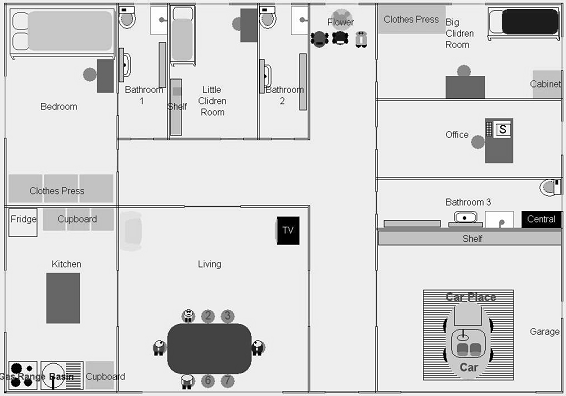 Flower
Clothes Press
Big
Clidren
Room
Bathroom
1
Shelf
Little
Clidren
Room
Bathroom
2
Cabinet
Bedroom
Office
S
Clothes Press
Bathroom 3
Fridge
Cupboard
Central
TV
Shelf
Kitchen
Living
Car Place
Garage
2
3
Car
Gas Range
Basin
Cupboard
6
7